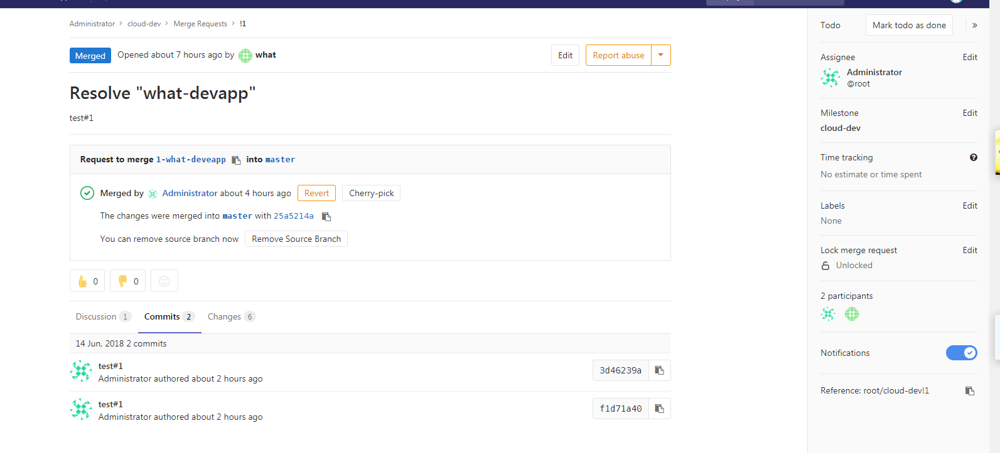 Administrator > cloud-dev > Merge Requests > !1
Merged Opened about 7 hours ago by what Edit Report abuse
Resolve "what-devapp"
test#1
Request to merge 1-what-deveapp into master
Merged by Administrator about 4 hours ago Revert Cherry-pick
The changes were merged into master with 25a5214a
You can remove source branch now Remove Source Branch
0 0
Discussion 1 Commits 2 Changes 6
14 Jun, 2018 2 commits
test#1
Administrator authored about 2 hours ago
3d46239a
test#1
Administrator authored about 2 hours ago
f1d71a40
Todo Mark todo as done »
Assignee Edit
Administrator
@root
Milestone Edit
cloud-dev
Time tracking
No estimate or time spent
Labels Edit
None
Lock merge request Edit
Unlocked
2 participants
Notifications
Reference: root/cloud-dev!1